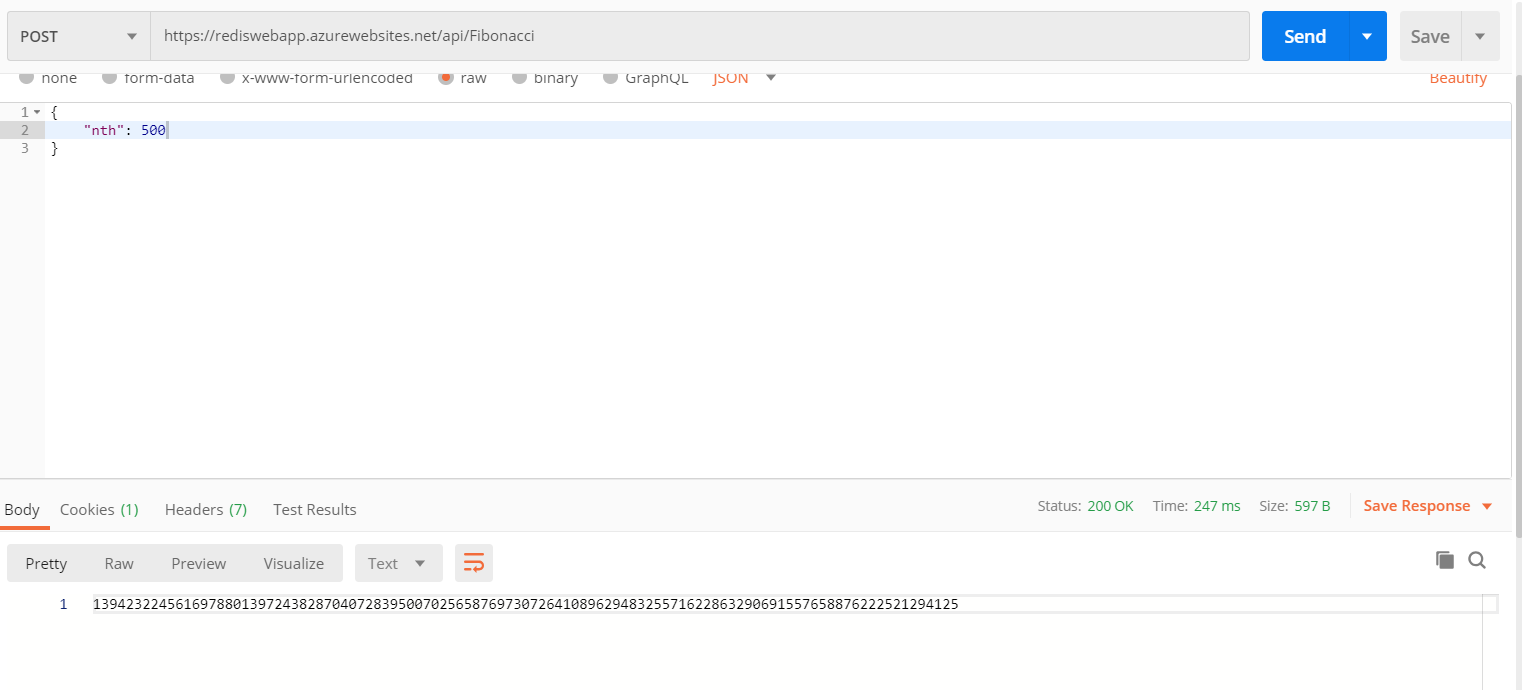 POST https://rediswebapp.azurewebsites.net/api/Fibonacci Send Save
none form-data x-www-form-urlencoded raw binary GraphQL JSON Beautify
1 {
2 "nth": 500
3 }
Body Cookies (1) Headers (7) Test Results Status: 200 OK Time: 247 ms Size: 597 B Save Response
Pretty Raw Preview Visualize Text
1 139423224561697880139724382870407283950070256587697307264108962948325571622863290691557658876222521294125